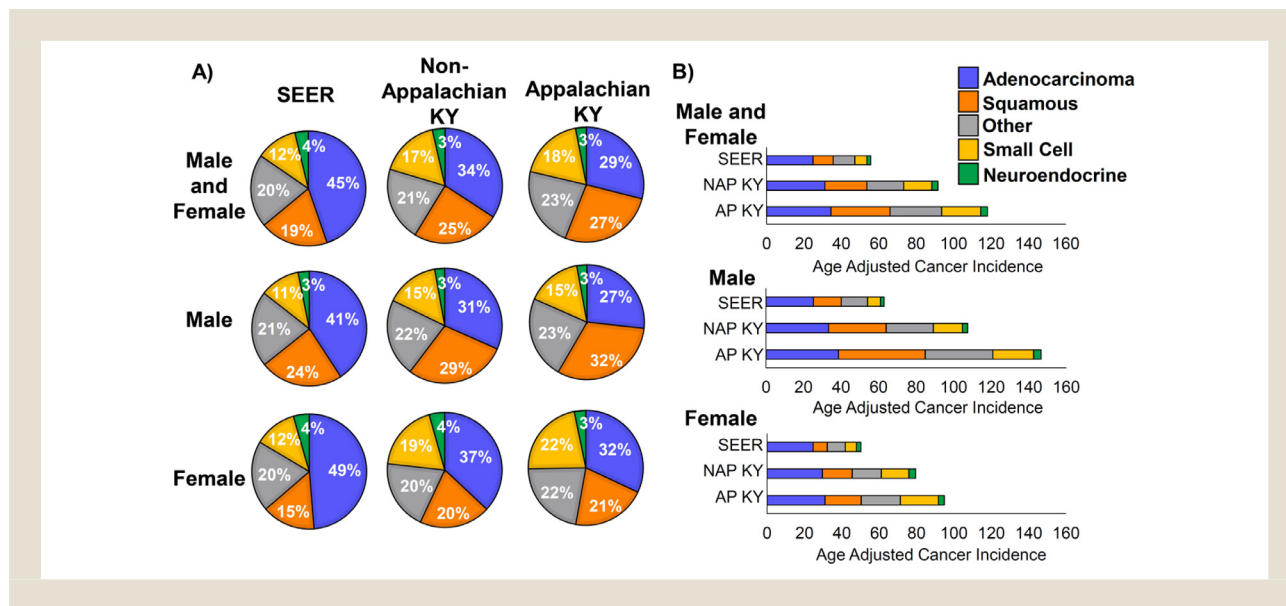 A)
SEER
Non-
Appalachian
KY
Appalachian
KY
Male
and
Female
4%
45%
19%
20%
12%
3%
34%
25%
21%
17%
3%
29%
27%
23%
18%
Male
3%
41%
24%
21%
11%
3%
31%
29%
22%
15%
3%
27%
32%
23%
15%
Female
4%
49%
15%
20%
12%
4%
37%
20%
20%
19%
3%
32%
21%
22%
22%
B)
Adenocarcinoma
Squamous
Other
Small Cell
Neuroendocrine
Male and
Female
SEER
NAP KY
AP KY
0 20 40 60 80 100 120 140 160
Age Adjusted Cancer Incidence
Male
SEER
NAP KY
AP KY
0 20 40 60 80 100 120 140 160
Age Adjusted Cancer Incidence
Female
SEER
NAP KY
AP KY
0 20 40 60 80 100 120 140 160
Age Adjusted Cancer Incidence